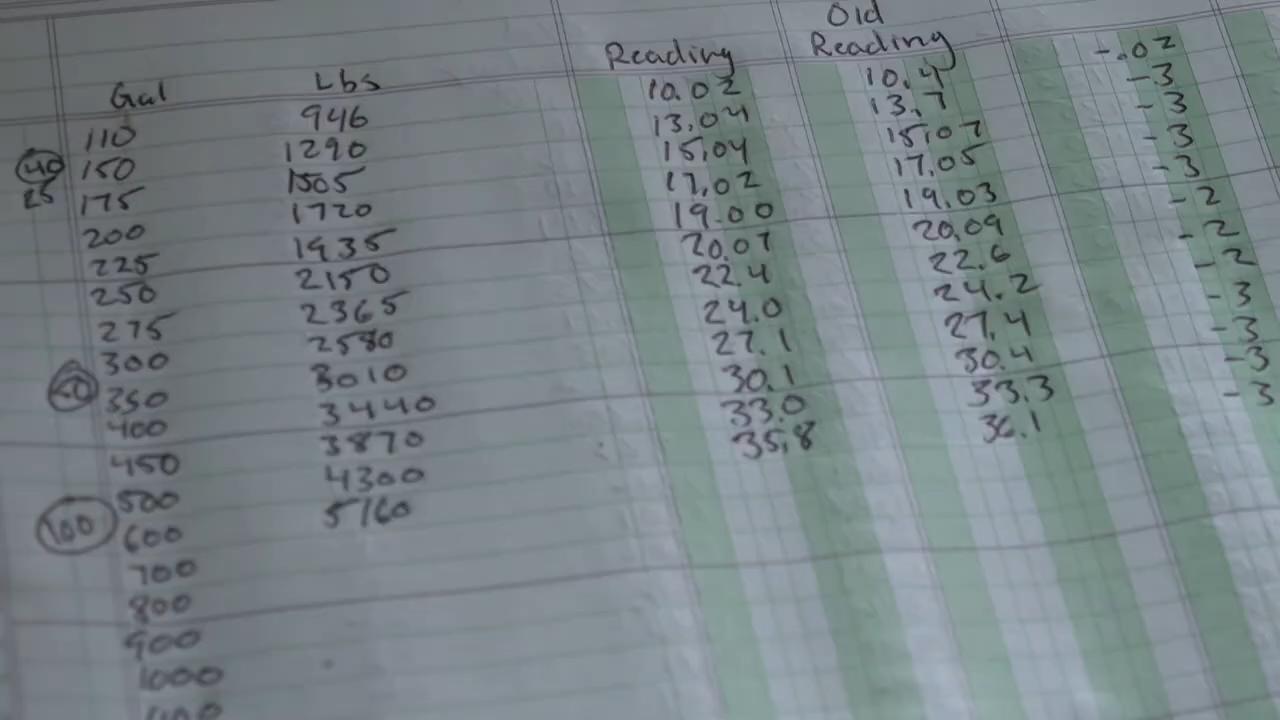 Old
Gal Lbs Reading Reading
110 946 10.02 10.4 -.02
40 150 1290 13.04 13.7 -3
25 175 1505 15.04 15.07 -3
200 1720 17.02 17.05 -3
225 1935 19.00 19.03 -3
250 2150 20.07 20.09 -2
275 2365 22.4 22.6 -2
300 2580 24.0 24.2 -2
50 350 3010 27.1 27.4 -3
400 3440 30.1 30.4 -3
450 3870 33.0 33.3 -3
500 4300 35.8 36.1 -3
100 600 5160
700
800
900
1000